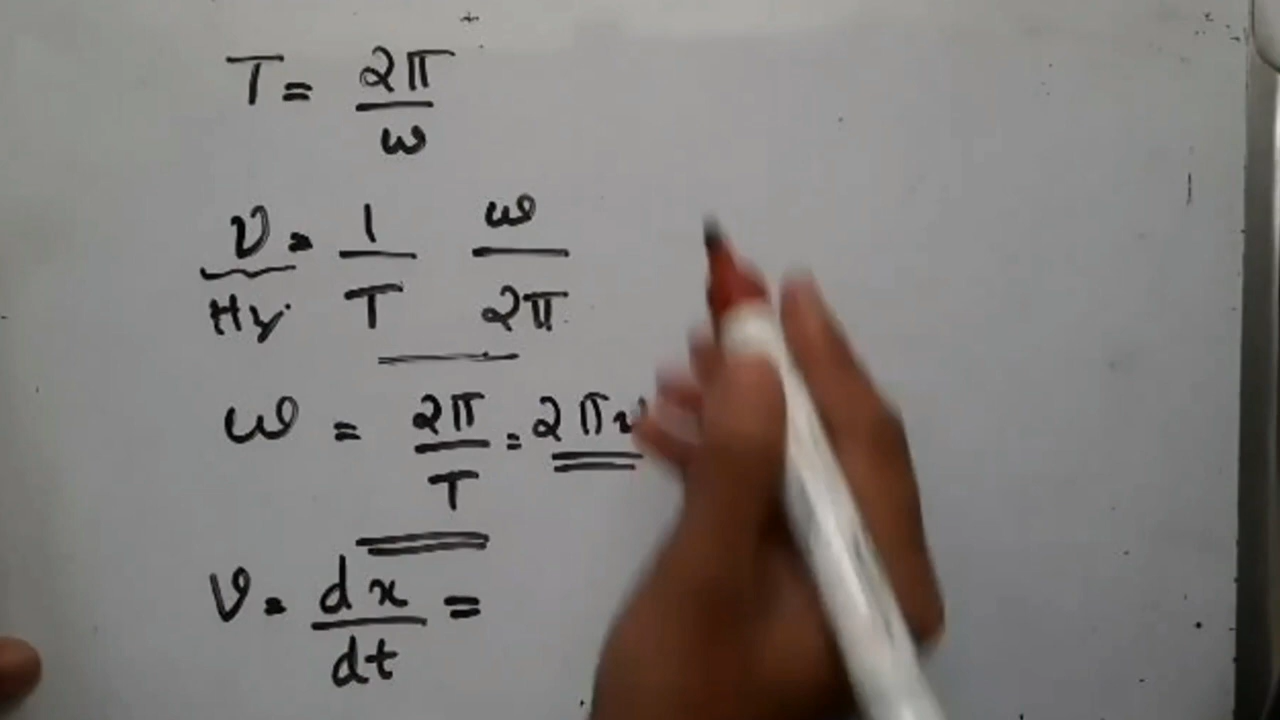 T = 2π/ω
ν = 1/T ω/2π
Hz
ω = 2π/T = 2πν
v = dx/dt =